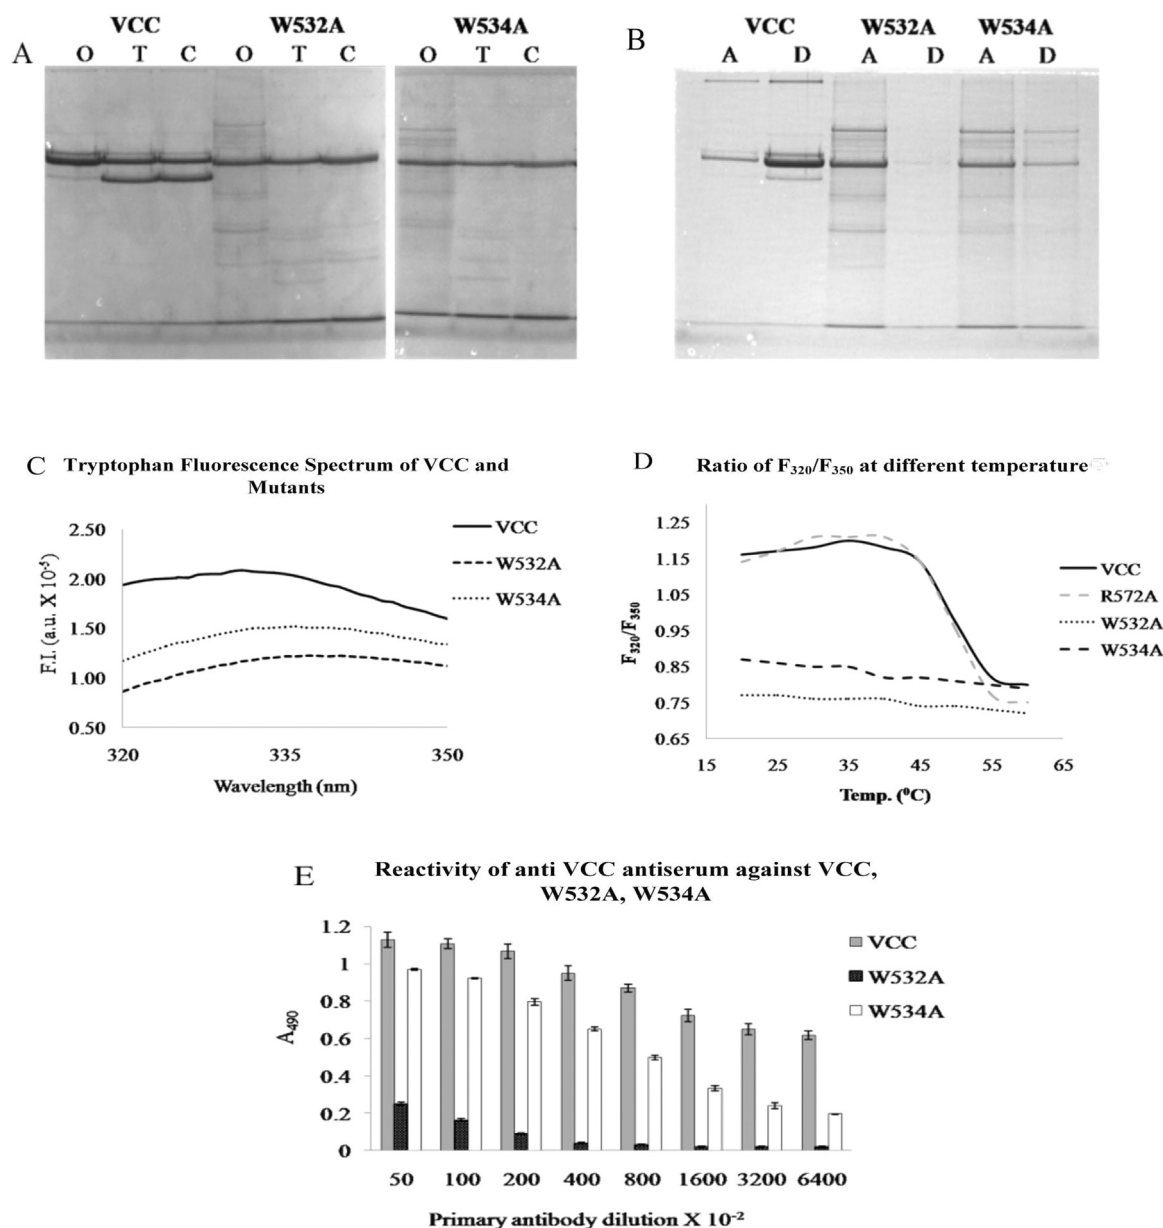 A
VCC W532A W534A
O T C O T C O T C
B
VCC W532A W534A
A D A D A D
C Tryptophan Fluorescence Spectrum of VCC and
Mutants
F.I. (a.u. X 10⁻⁵)
2.50
2.00
1.50
1.00
0.50
320 335 350
Wavelength (nm)
VCC
W532A
W534A
D Ratio of F₃₂₀/F₃₅₀ at different temperature
F₃₂₀/F₃₅₀
1.25
1.15
1.05
0.95
0.85
0.75
0.65
15 25 35 45 55 65
Temp. (⁰C)
VCC
R572A
W532A
W534A
E Reactivity of anti VCC antiserum against VCC,
W532A, W534A
A₄₉₀
1.2
1
0.8
0.6
0.4
0.2
0
50 100 200 400 800 1600 3200 6400
Primary antibody dilution X 10⁻²
VCC
W532A
W534A